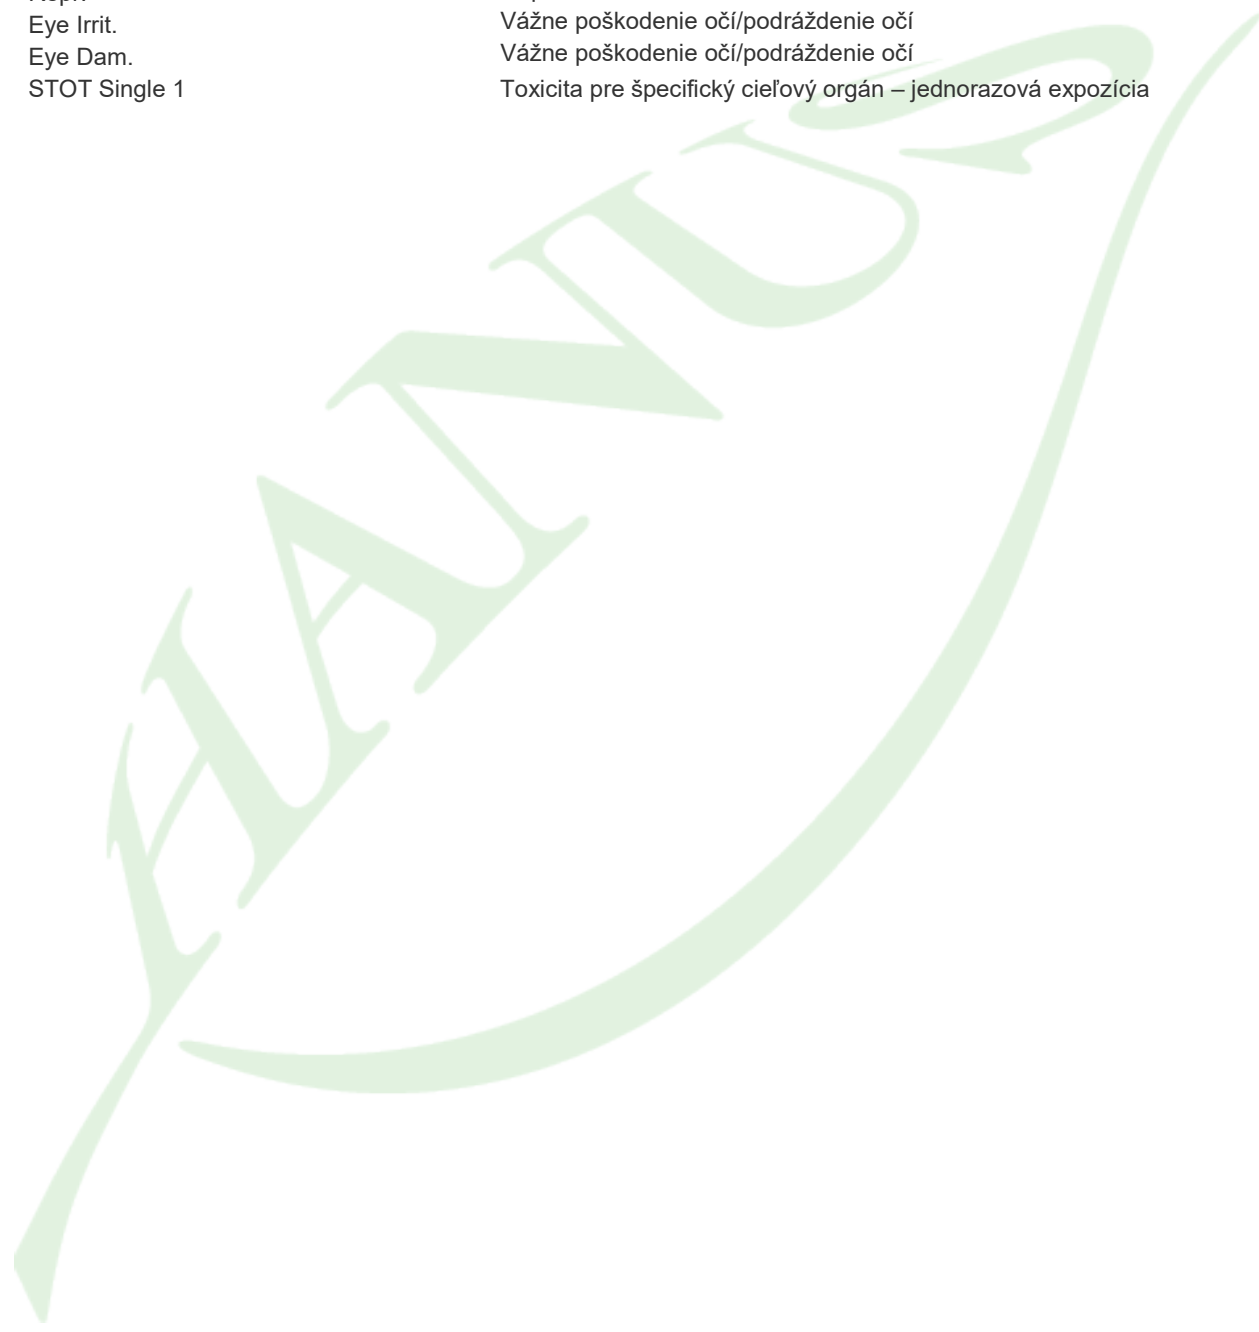 Eye Irrit. Vážne poškodenie očí/podráždenie očí
Eye Dam. Vážne poškodenie očí/podráždenie očí
STOT Single 1 Toxicita pre špecifický cieľový orgán – jednorazová expozícia
HANUS